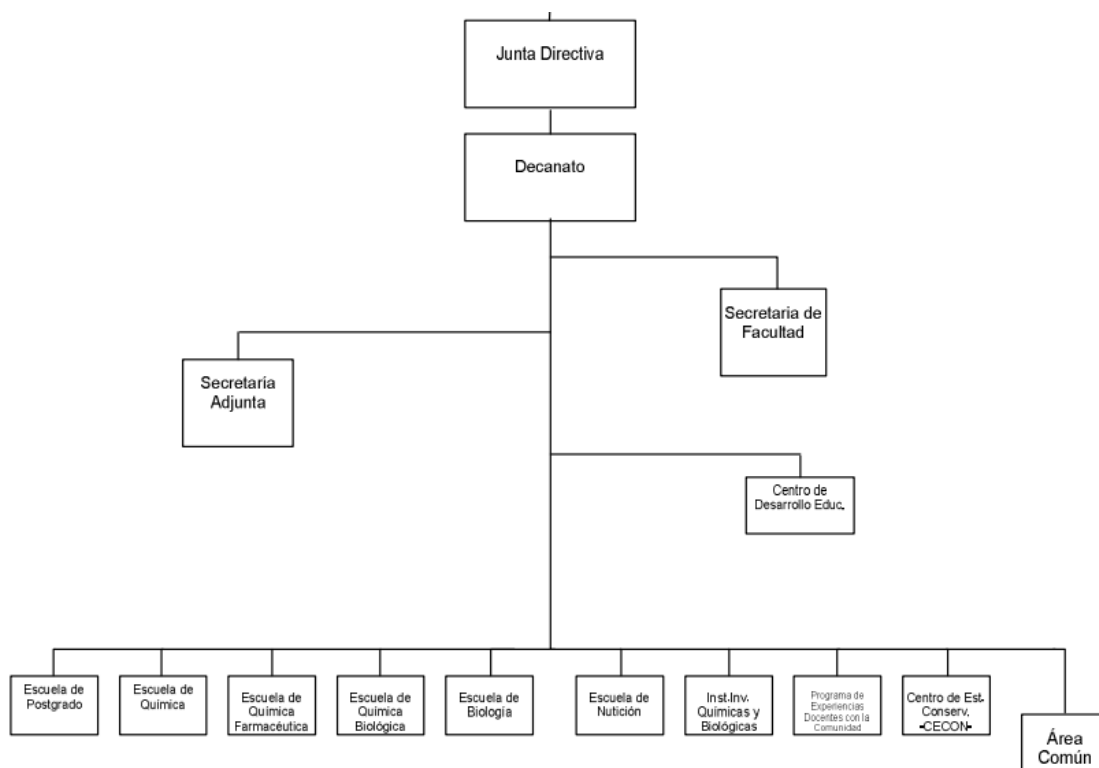 Junta Directiva
Decanato
Secretaria de
Facultad
Secretaría
Adjunta
Centro de
Desarrollo Educ.
Escuela de
Postgrado
Escuela de
Química
Escuela de
Química
Farmacéutica
Escuela de
Química
Biológica
Escuela de
Biología
Escuela de
Nutición
Inst.Inv.
Químicas y
Biológicas
Programa de
Experiencias
Docentes con la
Comunidad
Centro de Est.
Conserv.
-CECON-
Área
Común